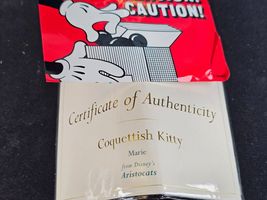 CAUTION!
Certificate of Authenticity
Coquettish Kitty
Marie
from Disney's
Aristocats